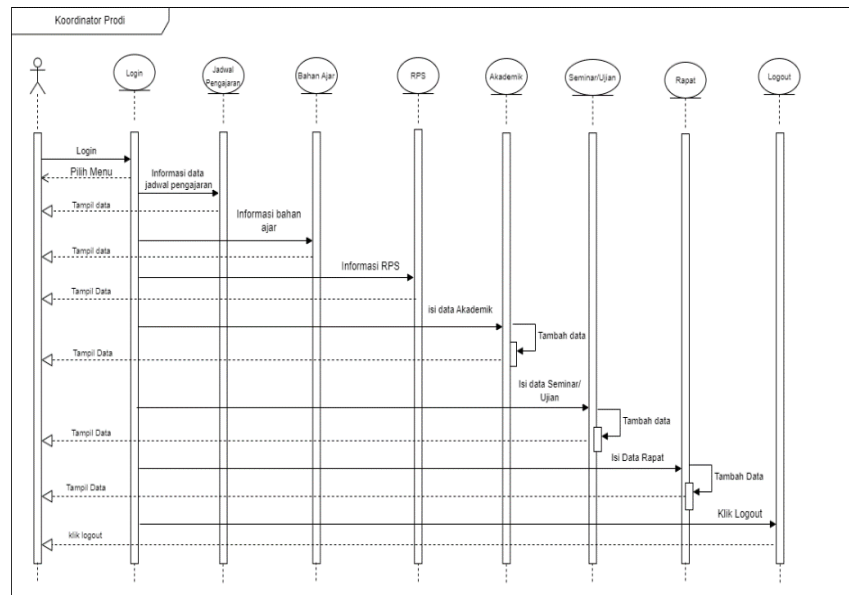 Koordinator Prodi
Login
Jadwal
Pengajaran
Bahan Ajar
RPS
Akademik
Seminar/Ujian
Rapat
Logout
Login
Pilih Menu
Informasi data
jadwal pengajaran
Tampil data
Informasi bahan
ajar
Tampil data
Informasi RPS
Tampil Data
isi data Akademik
Tambah data
Tampil Data
Isi data Seminar/
Ujian
Tambah data
Tampil Data
Isi Data Rapat
Tambah Data
Tampil Data
Klik Logout
klik logout